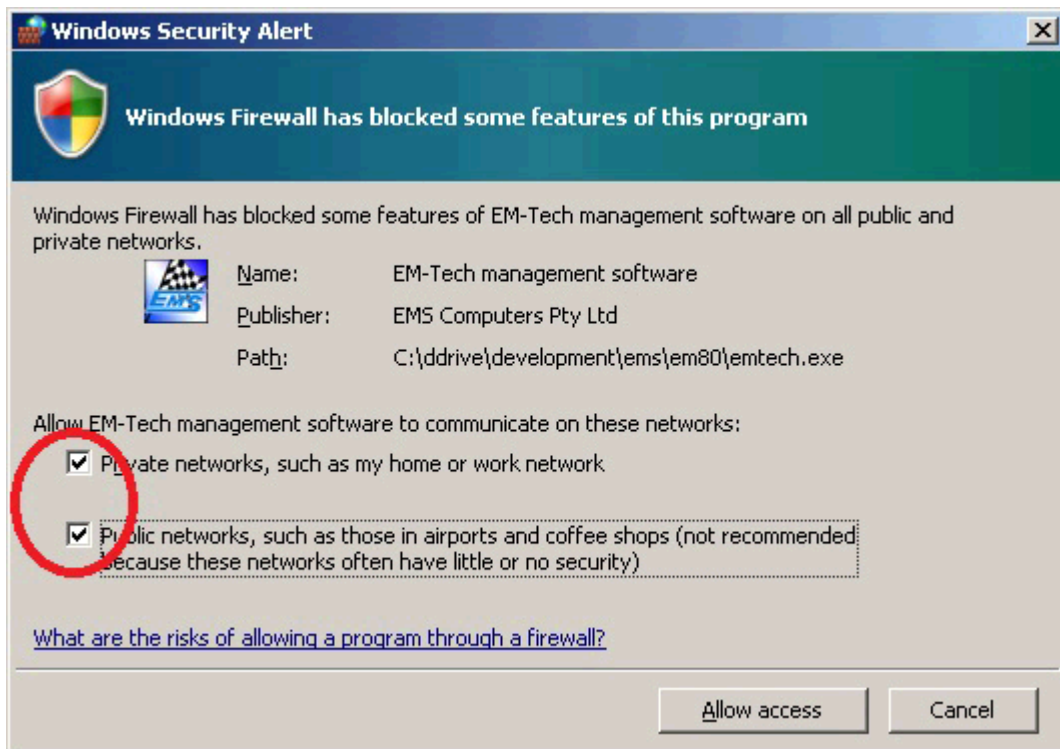 Windows Security Alert
Windows Firewall has blocked some features of this program
Windows Firewall has blocked some features of EM-Tech management software on all public and
private networks.
EMS
Name: EM-Tech management software
Publisher: EMS Computers Pty Ltd
Path: C:\ddrive\development\ems\em80\emtech.exe
Allow EM-Tech management software to communicate on these networks:
Private networks, such as my home or work network
Public networks, such as those in airports and coffee shops (not recommended
because these networks often have little or no security)
What are the risks of allowing a program through a firewall?
Allow access Cancel